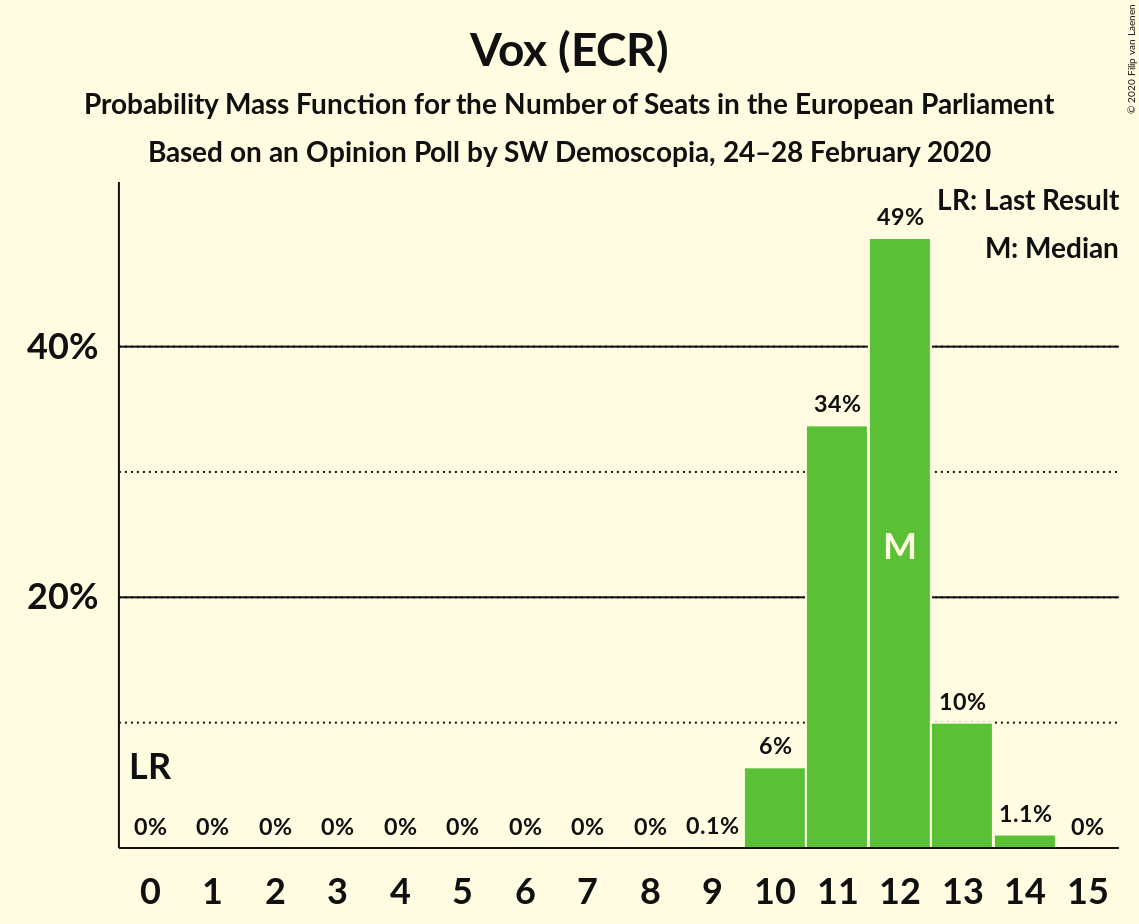 Vox (ECR)
Probability Mass Function for the Number of Seats in the European Parliament
Based on an Opinion Poll by SW Demoscopia, 24–28 February 2020
© 2020 Filip van Laenen
LR: Last Result
M: Median
40%
20%
LR
M
0% 0% 0% 0% 0% 0% 0% 0% 0% 0.1% 6% 34% 49% 10% 1.1% 0%
0 1 2 3 4 5 6 7 8 9 10 11 12 13 14 15